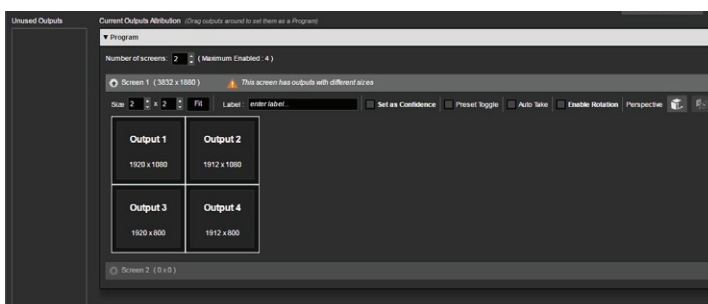 Unused Outputs
Current Outputs Attribution (Drag outputs around to set them as a Program)
▼ Program
Number of screens: 2 ( Maximum Enabled : 4 )
Screen 1 ( 3832 x 1880 ) This screen has outputs with different sizes
Size 2 x 2 Fit Label : enter label... Set as Confidence Preset Toggle Auto Take Enable Rotation Perspective
Output 1 Output 2
1920 x 1080 1912 x 1080
Output 3 Output 4
1920 x 800 1912 x 800
Screen 2 ( 0 x 0 )